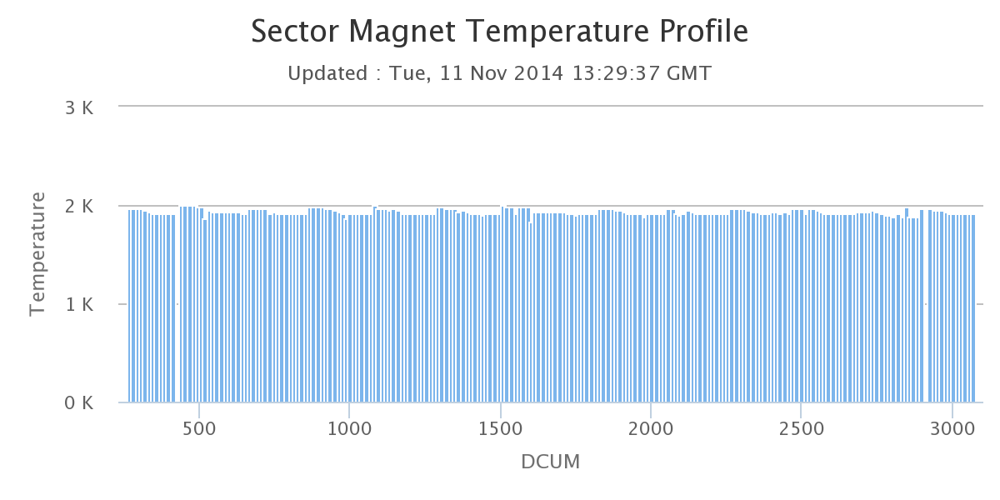 Sector Magnet Temperature Profile
Updated : Tue, 11 Nov 2014 13:29:37 GMT
3 K
2 K
1 K
0 K
Temperature
500
1000
1500
2000
2500
3000
DCUM